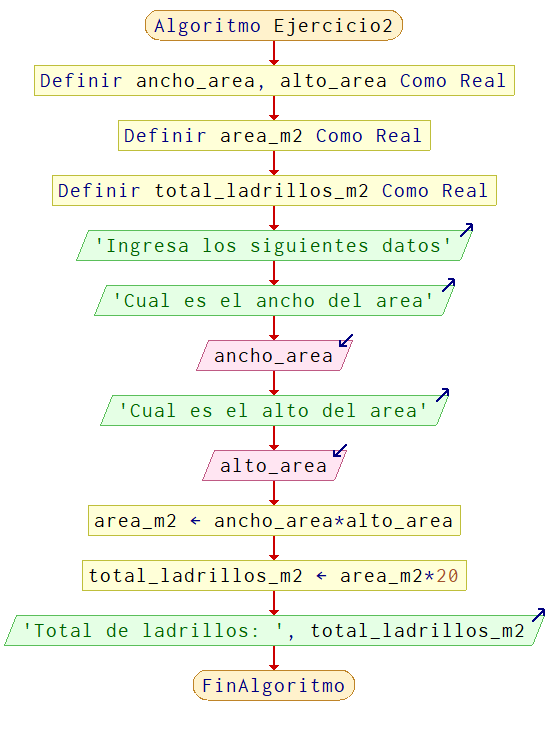 Algoritmo Ejercicio2
Definir ancho_area, alto_area Como Real
Definir area_m2 Como Real
Definir total_ladrillos_m2 Como Real
'Ingresa los siguientes datos'
'Cual es el ancho del area'
ancho_area
'Cual es el alto del area'
alto_area
area_m2 ← ancho_area*alto_area
total_ladrillos_m2 ← area_m2*20
'Total de ladrillos: ', total_ladrillos_m2
FinAlgoritmo